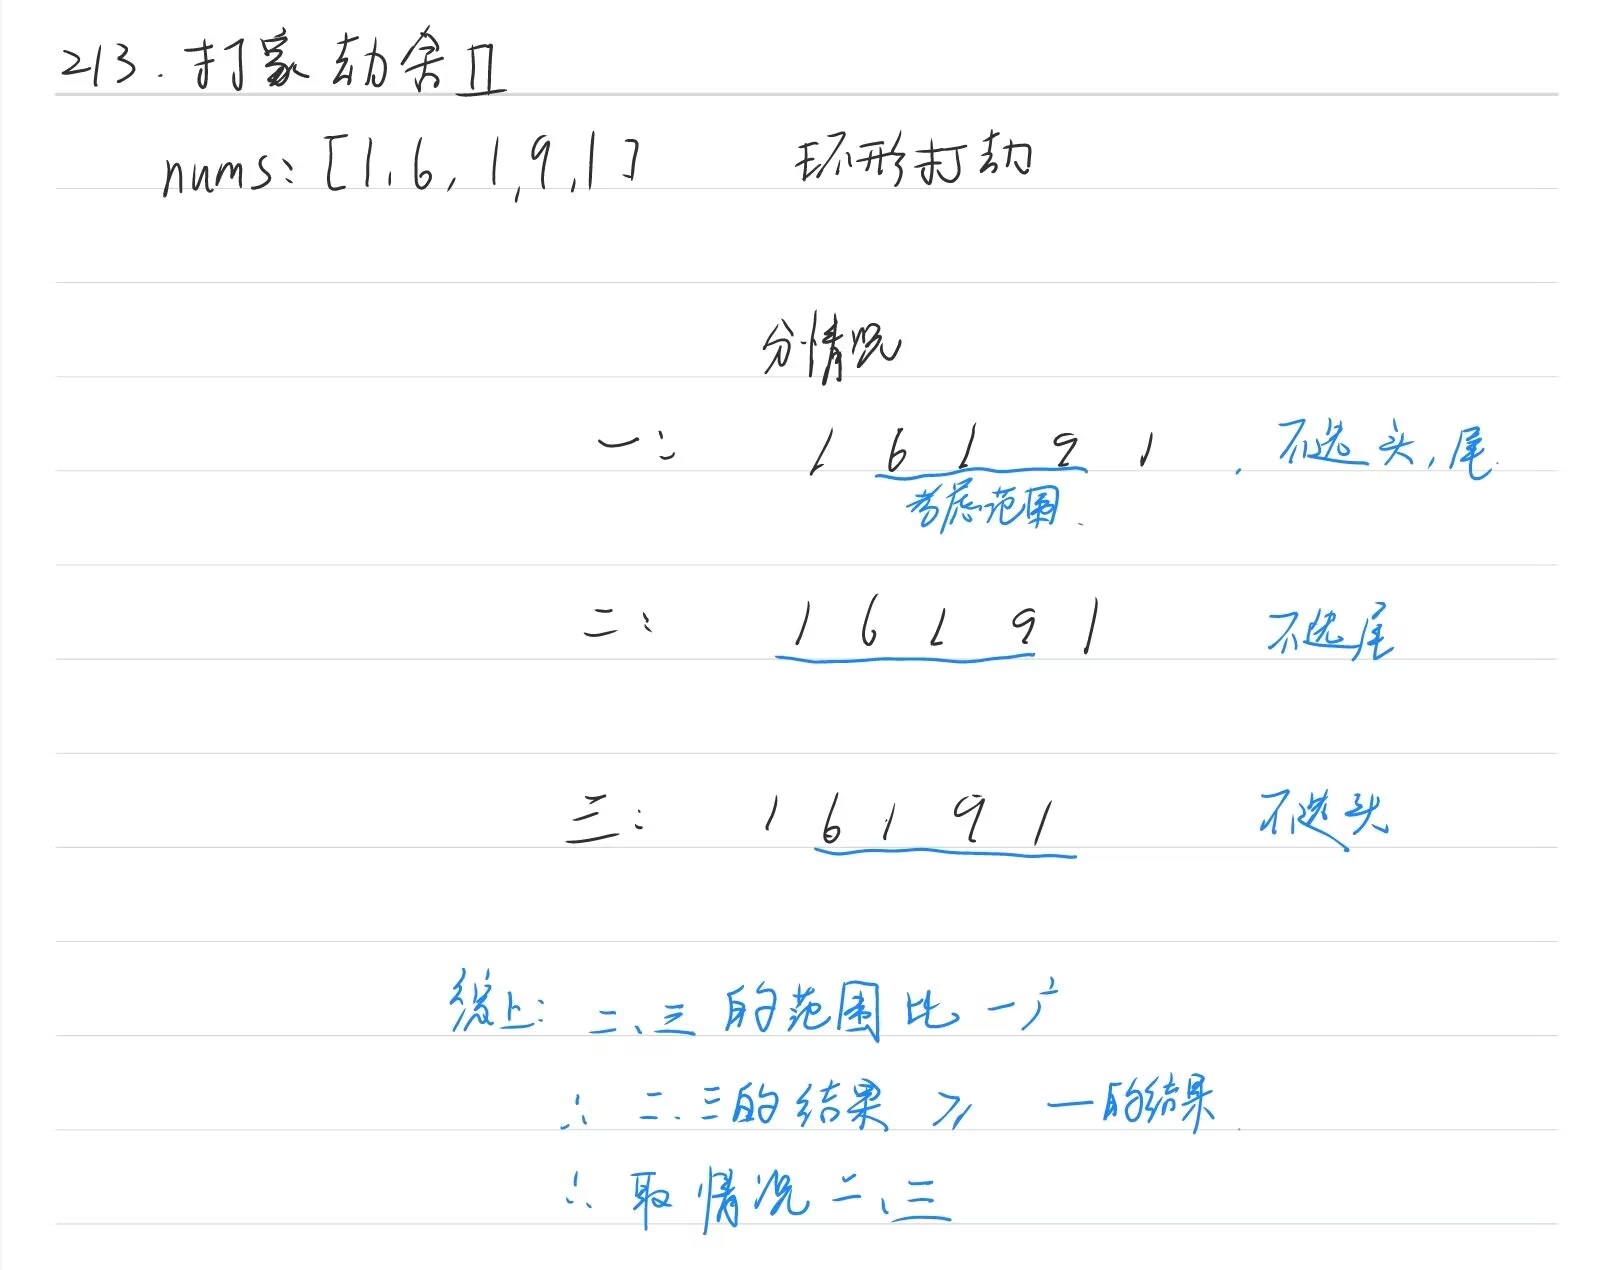 213. 打家劫舍II
nums: [1, 6, 1, 9, 1] 环形打劫
分情况
一: 1 6 1 9 1 . 不选头,尾.
考虑范围.
二: 1 6 1 9 1 不选尾
三: 1 6 1 9 1 不选头
综上: 二、三的范围比一广
∴ 二、三的结果 ≥ 一的结果.
∴ 取情况二、三